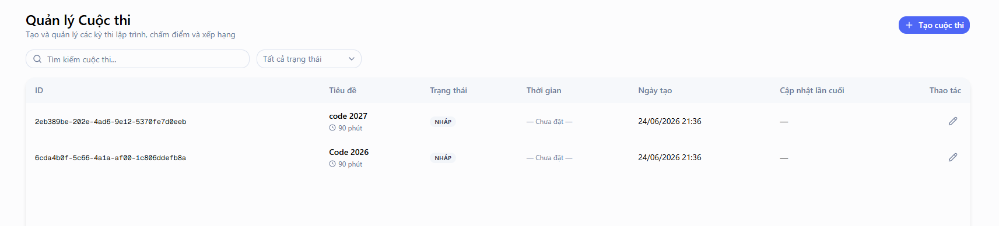 Quản lý Cuộc thi
Tạo và quản lý các kỳ thi lập trình, chấm điểm và xếp hạng
+ Tạo cuộc thi
Tìm kiếm cuộc thi...
Tất cả trạng thái
ID Tiêu đề Trạng thái Thời gian Ngày tạo Cập nhật lần cuối Thao tác
2eb389be-202e-4ad6-9e12-5370fe7d0eeb code 2027 NHÁP — Chưa đặt — 24/06/2026 21:36 —
90 phút
6cda4b0f-5c66-4a1a-af00-1c806ddefb8a Code 2026 NHÁP — Chưa đặt — 24/06/2026 21:36 —
90 phút